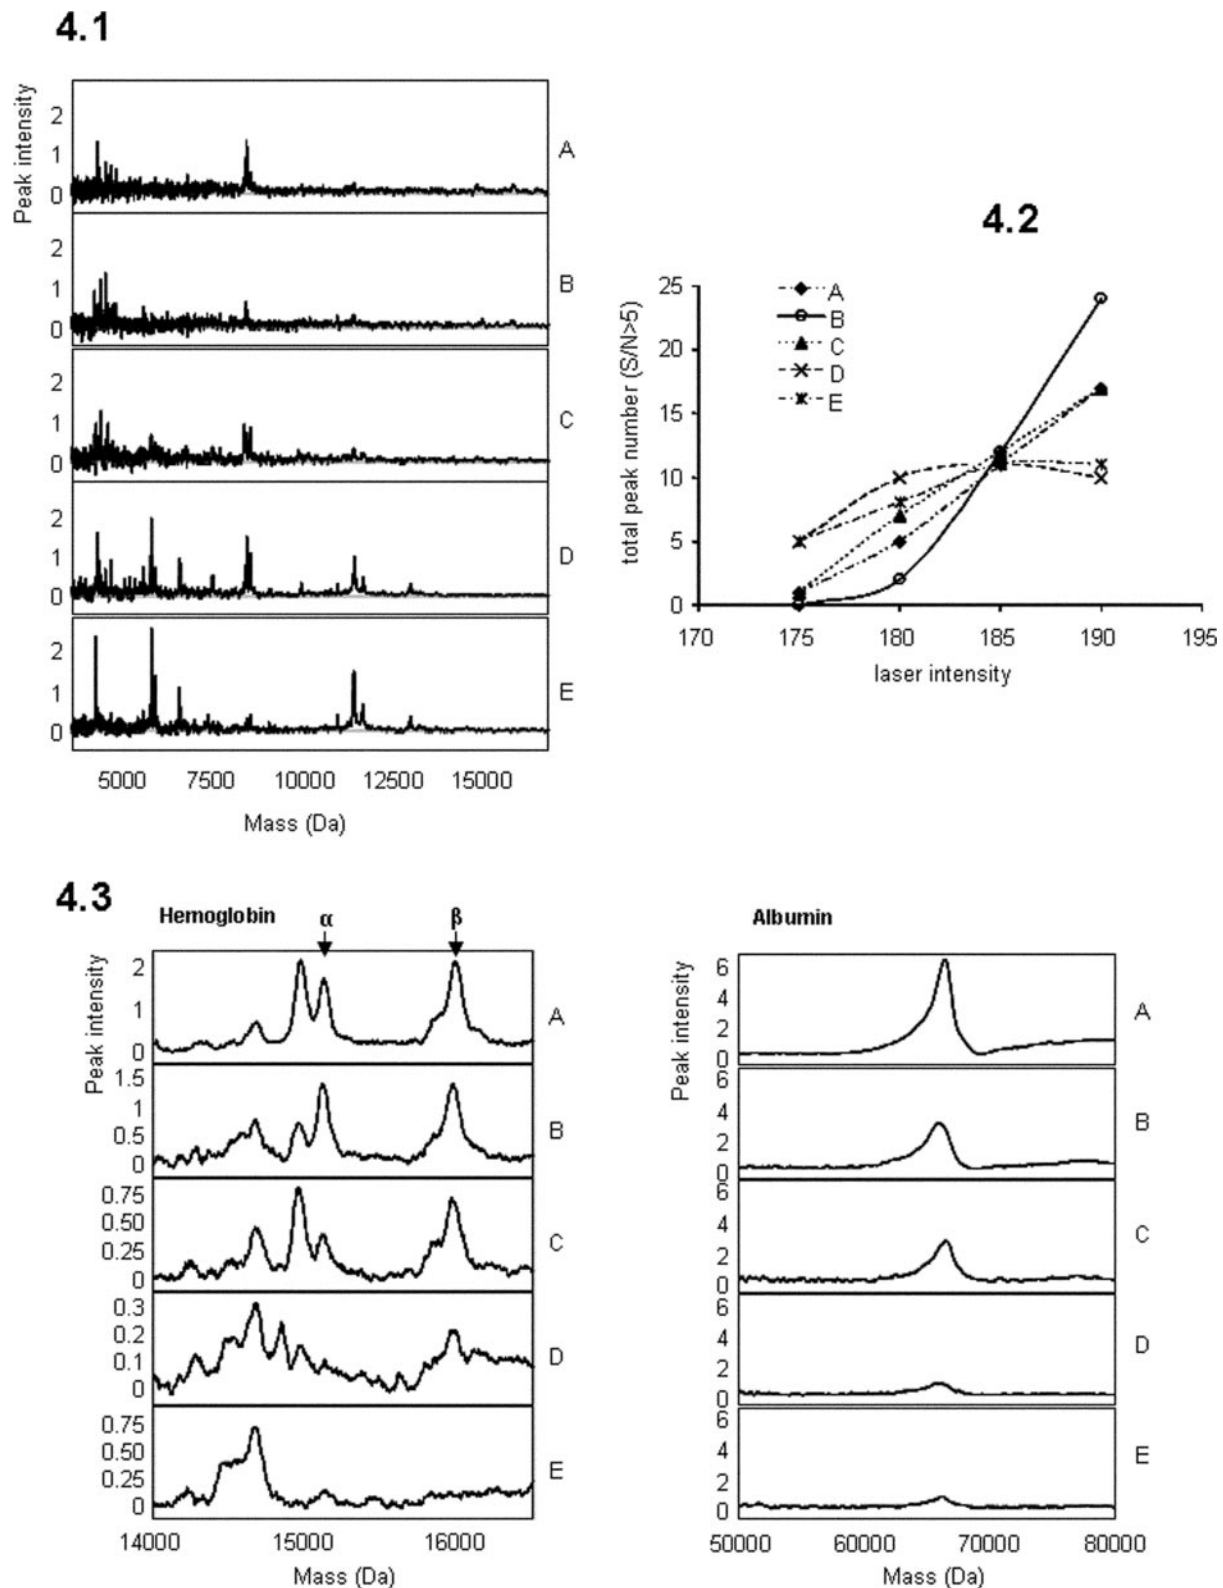 4.1
Peak intensity
2
1
0
A
2
1
0
B
2
1
0
C
2
1
0
D
2
1
0
E
5000 7500 10000 12500 15000
Mass (Da)
4.2
total peak number (S/N>5)
25
20
15
10
5
0
A
B
C
D
E
170 175 180 185 190 195
laser intensity
4.3
Hemoglobin α β
Peak intensity
2
1
0
A
1.5
1
0.5
0
B
0.75
0.50
0.25
0
C
0.3
0.2
0.1
0
D
0.75
0.50
0.25
0
E
14000 15000 16000
Mass (Da)
Albumin
Peak intensity
6
4
2
0
A
6
4
2
0
B
6
4
2
0
C
6
4
2
0
D
6
4
2
0
E
50000 60000 70000 80000
Mass (Da)